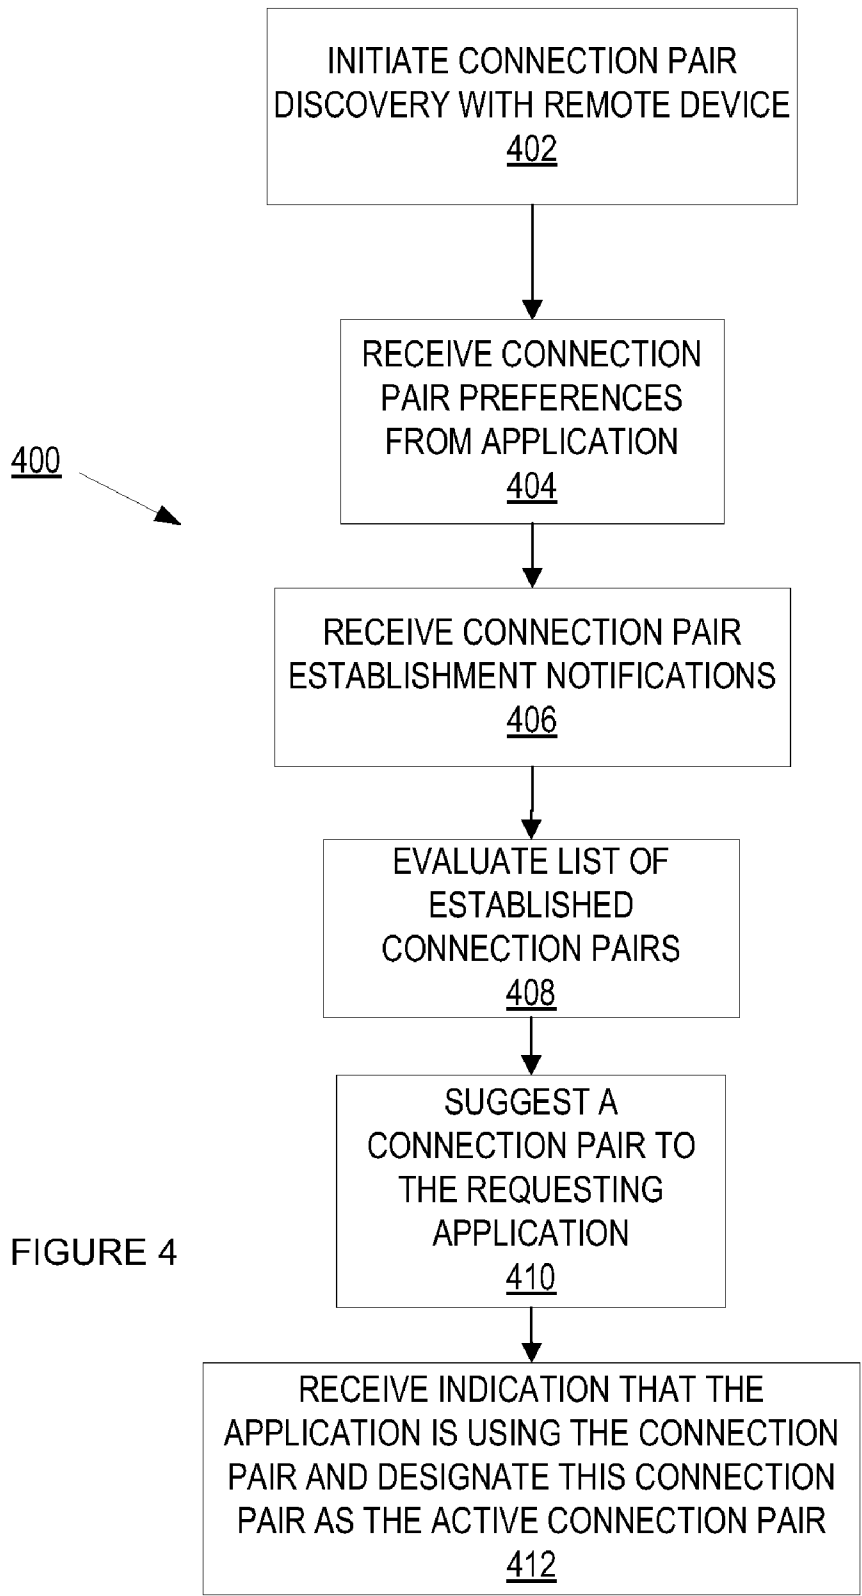 INITIATE CONNECTION PAIR
DISCOVERY WITH REMOTE DEVICE
402
RECEIVE CONNECTION
PAIR PREFERENCES
FROM APPLICATION
404
400
RECEIVE CONNECTION PAIR
ESTABLISHMENT NOTIFICATIONS
406
EVALUATE LIST OF
ESTABLISHED
CONNECTION PAIRS
408
SUGGEST A
CONNECTION PAIR TO
THE REQUESTING
APPLICATION
410
FIGURE 4
RECEIVE INDICATION THAT THE
APPLICATION IS USING THE CONNECTION
PAIR AND DESIGNATE THIS CONNECTION
PAIR AS THE ACTIVE CONNECTION PAIR
412